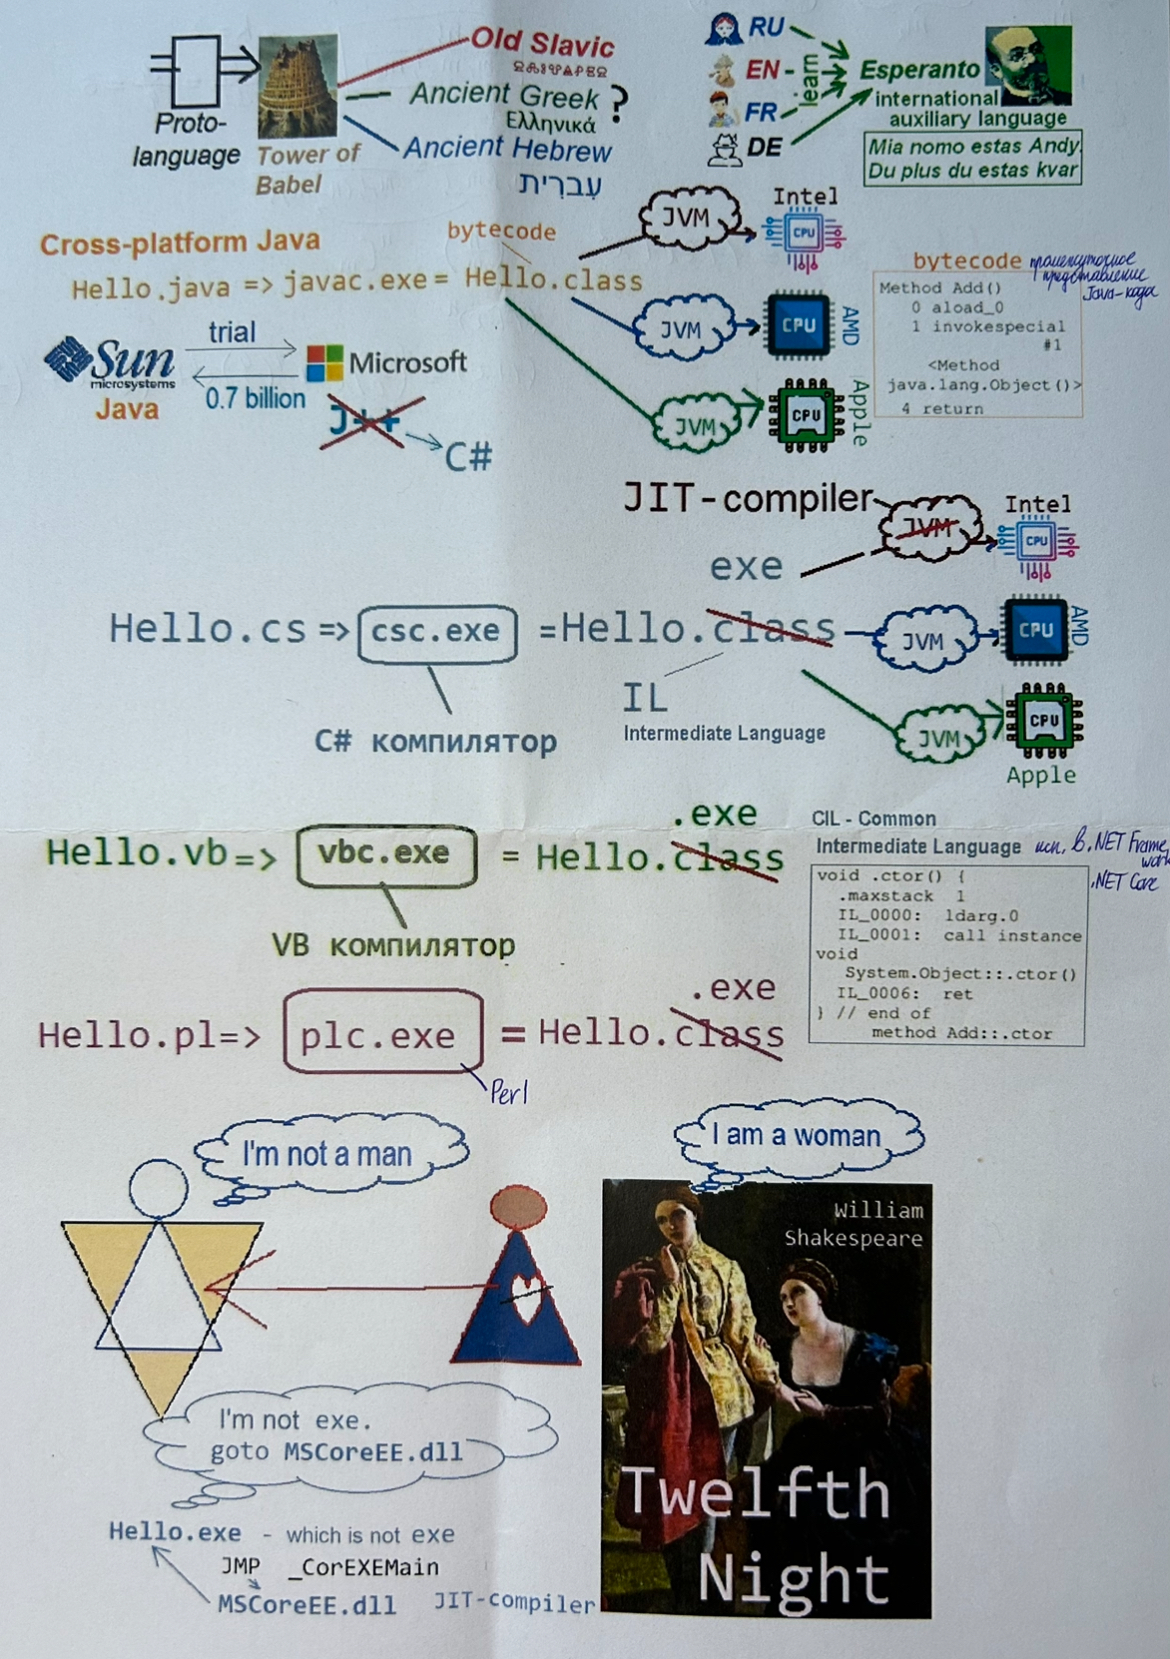 Proto-
language
Tower of
Babel
Old Slavic
Ancient Greek ?
Ελληνικά
Ancient Hebrew
עִברִית
RU
EN
FR
DE
learn
Esperanto
international
auxiliary language
Mia nomo estas Andy.
Du plus du estas kvar
Cross-platform Java
bytecode
Hello.java => javac.exe = Hello.class
JVM
Intel
CPU
JVM
CPU
AMD
JVM
CPU
Apple
bytecode промежуточное
представление
Java-кода
Method Add()
0 aload_0
1 invokespecial
#1
<Method
java.lang.Object()>
4 return
Sun
microsystems
Java
trial
0.7 billion
Microsoft
J++
C#
JIT-compiler
JVM
Intel
CPU
exe
Hello.cs => csc.exe =Hello.class
JVM
CPU
AMD
IL
Intermediate Language
C# компилятор
JVM
CPU
Apple
.exe
Hello.vb=> vbc.exe = Hello.class
VB компилятор
CIL - Common
Intermediate Language исп. в .NET Frame
work
.NET Core
void .ctor() {
.maxstack 1
IL_0000: ldarg.0
IL_0001: call instance
void
System.Object::.ctor()
IL_0006: ret
} // end of
method Add::.ctor
.exe
Hello.pl=> plc.exe = Hello.class
Perl
I'm not a man
I am a woman
William
Shakespeare
Twelfth
Night
I'm not exe.
goto MSCoreEE.dll
Hello.exe - which is not exe
JMP _CorEXEMain
MSCoreEE.dll JIT-compiler